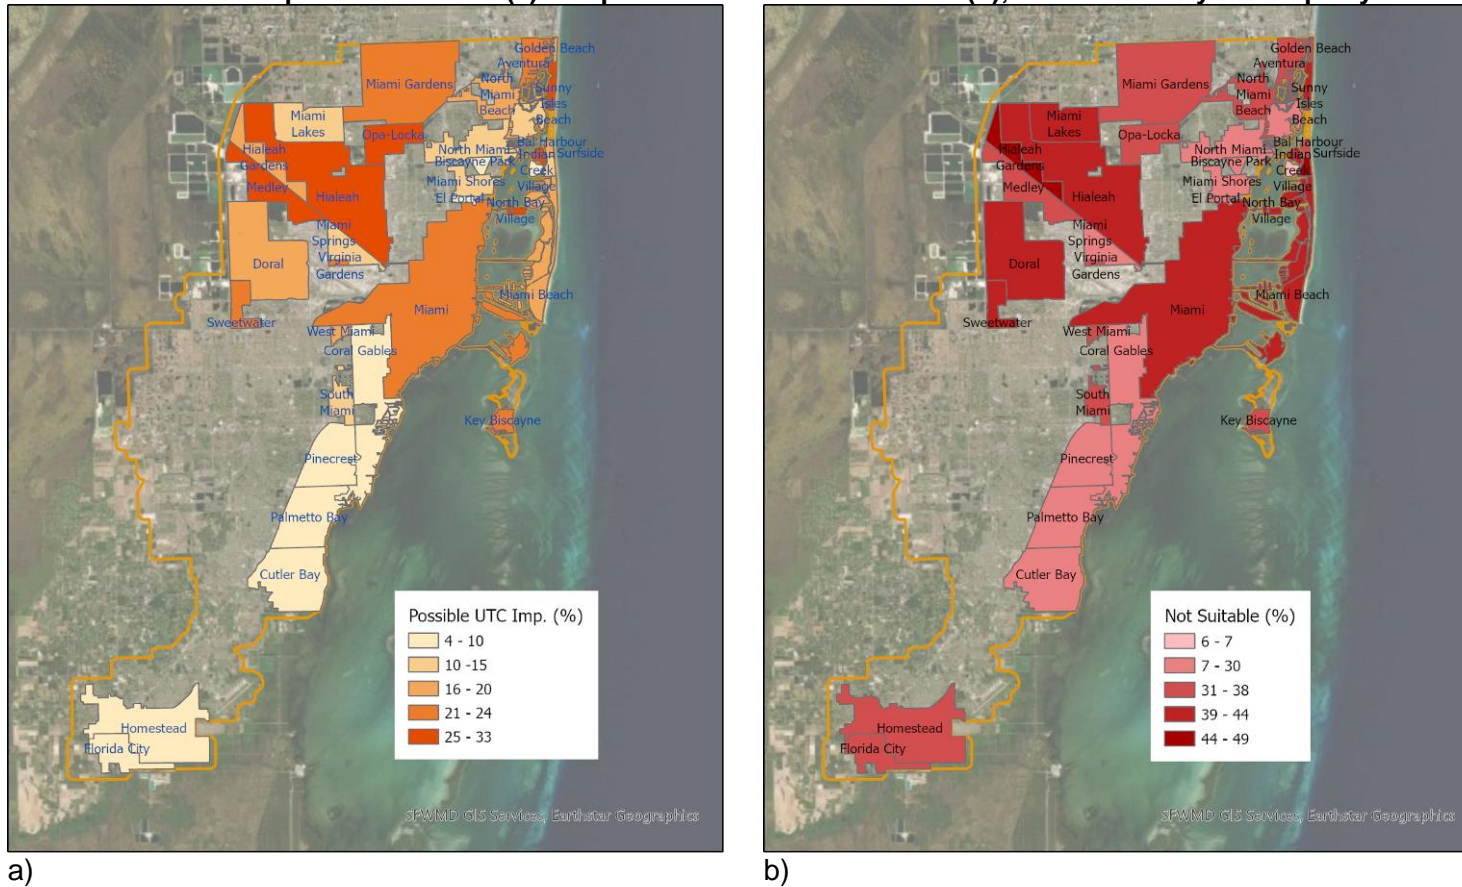 (a)
(b),
Golden Beach
Aventura
Miami Gardens
North
Miami
Beach
Sunny
Isles
Beach
Miami
Lakes
Opa-Locka
Hialeah
Gardens
North Miami
Biscayne Park
Bal Harbour
Indian
Creek
Village
Surfside
Medley
Hialeah
Miami Shores
El Portal
North Bay
Village
Miami
Springs
Virginia
Gardens
Doral
Miami
Miami Beach
Sweetwater
West Miami
Coral Gables
South
Miami
Key Biscayne
Pinecrest
Palmetto Bay
Cutler Bay
Homestead
Florida City
Possible UTC Imp. (%)
4 - 10
10 -15
16 - 20
21 - 24
25 - 33
SFWMD GIS Services, Earthstar Geographics
a)
Golden Beach
Aventura
Miami Gardens
North
Miami
Beach
Sunny
Isles
Beach
Miami
Lakes
Opa-Locka
Hialeah
Gardens
North Miami
Biscayne Park
Bal Harbour
Indian
Creek
Village
Surfside
Medley
Hialeah
Miami Shores
El Portal
North Bay
Village
Miami
Springs
Virginia
Gardens
Doral
Miami
Miami Beach
Sweetwater
West Miami
Coral Gables
South
Miami
Key Biscayne
Pinecrest
Palmetto Bay
Cutler Bay
Homestead
Florida City
Not Suitable (%)
6 - 7
7 - 30
31 - 38
39 - 44
44 - 49
SFWMD GIS Services, Earthstar Geographics
b)